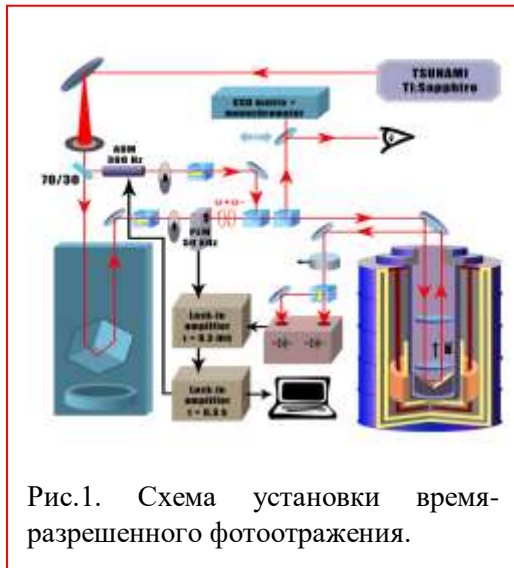 TSUNAMI
Ti:Sapphire
CCD matrix +
monochrometer
AOM
300 Hz
70/30
σ+σ-
PEM
50 kHz
Lock-in
amplifier
Lock-in
amplifier
B
Рис.1. Схема установки время-
разрешенного фотоотражения.